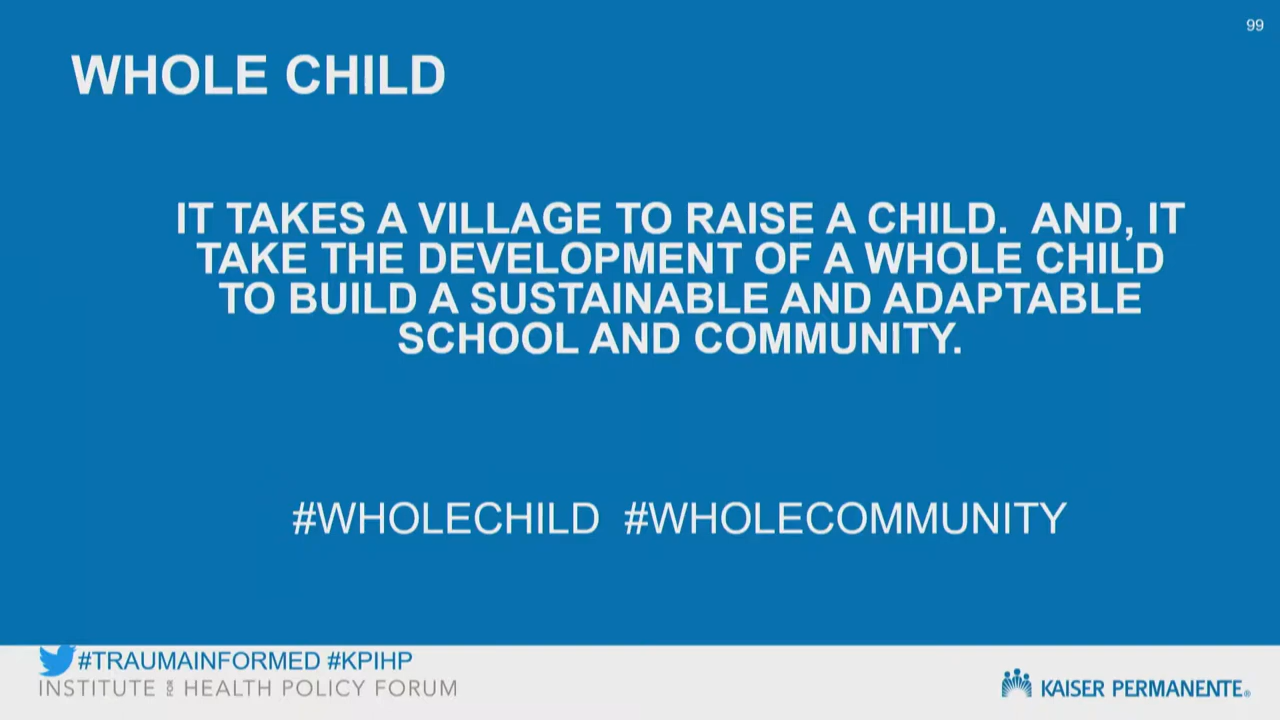 99
WHOLE CHILD
IT TAKES A VILLAGE TO RAISE A CHILD.  AND, IT
TAKE THE DEVELOPMENT OF A WHOLE CHILD
TO BUILD A SUSTAINABLE AND ADAPTABLE
SCHOOL AND COMMUNITY.
#WHOLECHILD  #WHOLECOMMUNITY
#TRAUMAINFORMED #KPIHP
INSTITUTE FOR HEALTH POLICY FORUM
KAISER PERMANENTE®